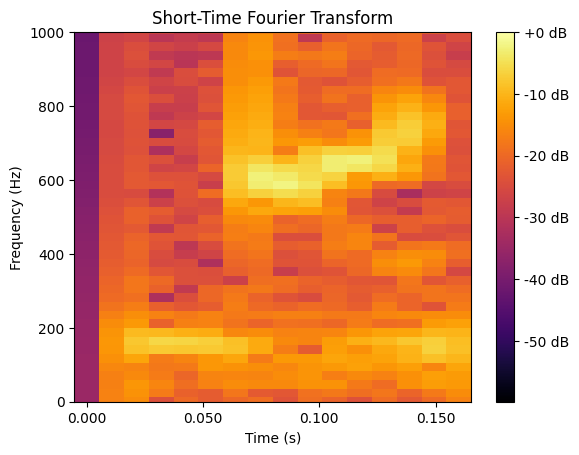 Short-Time Fourier Transform
1000
800
600
400
200
0
Frequency (Hz)
0.000
0.050
0.100
0.150
Time (s)
+0 dB
-10 dB
-20 dB
-30 dB
-40 dB
-50 dB